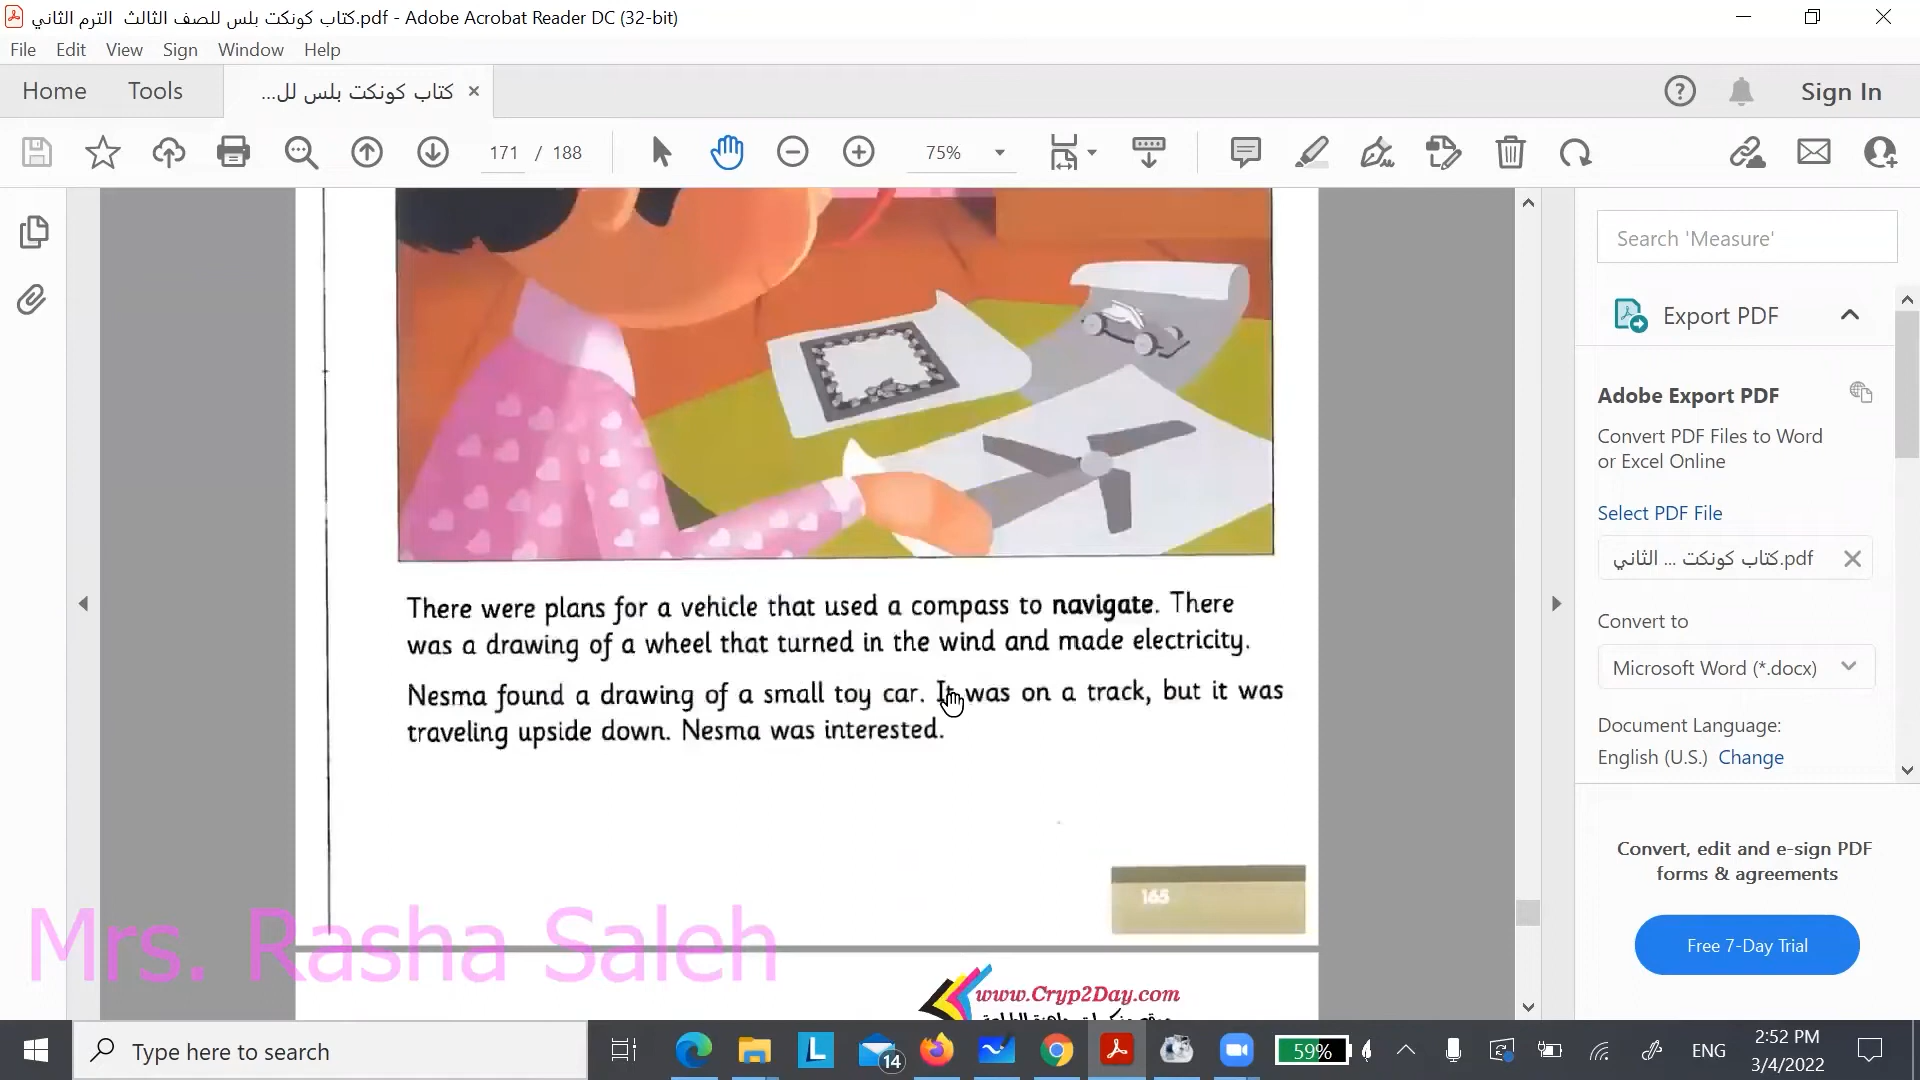 كتاب كونكت بلس للصف الثالث الترم الثاني.pdf - Adobe Acrobat Reader DC (32-bit)
File Edit View Sign Window Help
Home Tools كتاب كونكت بلس لل... × Sign In
171 / 188 75%
Search 'Measure'
Export PDF
Adobe Export PDF
Convert PDF Files to Word
or Excel Online
Select PDF File
كتاب كونكت ... الثاني.pdf
Convert to
Microsoft Word (*.docx)
Document Language:
English (U.S.) Change
Convert, edit and e-sign PDF
forms & agreements
Free 7-Day Trial
There were plans for a vehicle that used a compass to navigate. There
was a drawing of a wheel that turned in the wind and made electricity.
Nesma found a drawing of a small toy car. It was on a track, but it was
traveling upside down. Nesma was interested.
165
Mrs. Rasha Saleh
www.Cryp2Day.com
Type here to search
14
59%
ENG
2:52 PM
3/4/2022